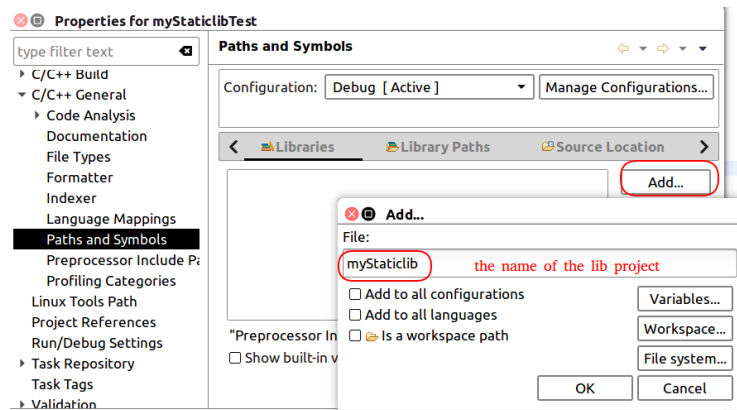 Properties for myStaticlibTest
type filter text
Paths and Symbols
C/C++ Build
C/C++ General
Code Analysis
Documentation
File Types
Formatter
Indexer
Language Mappings
Paths and Symbols
Preprocessor Include Pa
Profiling Categories
Linux Tools Path
Project References
Run/Debug Settings
Task Repository
Task Tags
Validation
Configuration: Debug [ Active ] Manage Configurations...
Libraries Library Paths Source Location
Add...
Add...
File:
myStaticlib the name of the lib project
Add to all configurations Variables...
Add to all languages
Is a workspace path Workspace...
File system...
OK Cancel
"Preprocessor In
Show built-in v